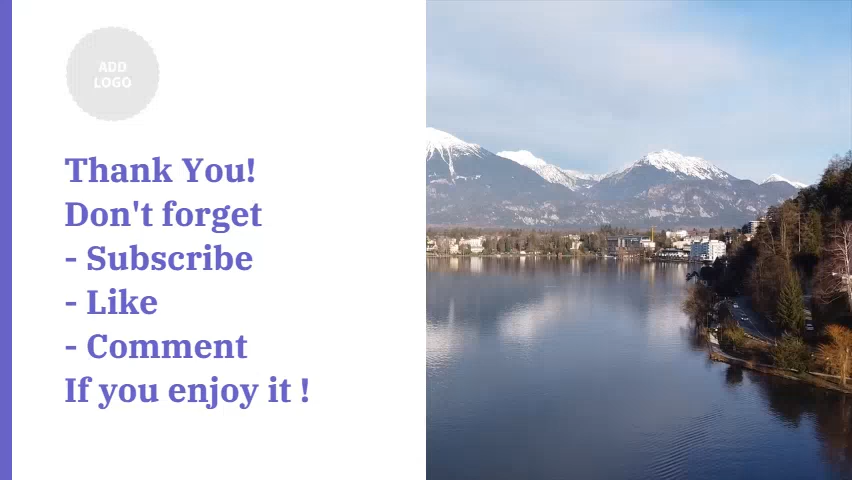 ADD
LOGO
Thank You!
Don't forget
- Subscribe
- Like
- Comment
If you enjoy it !